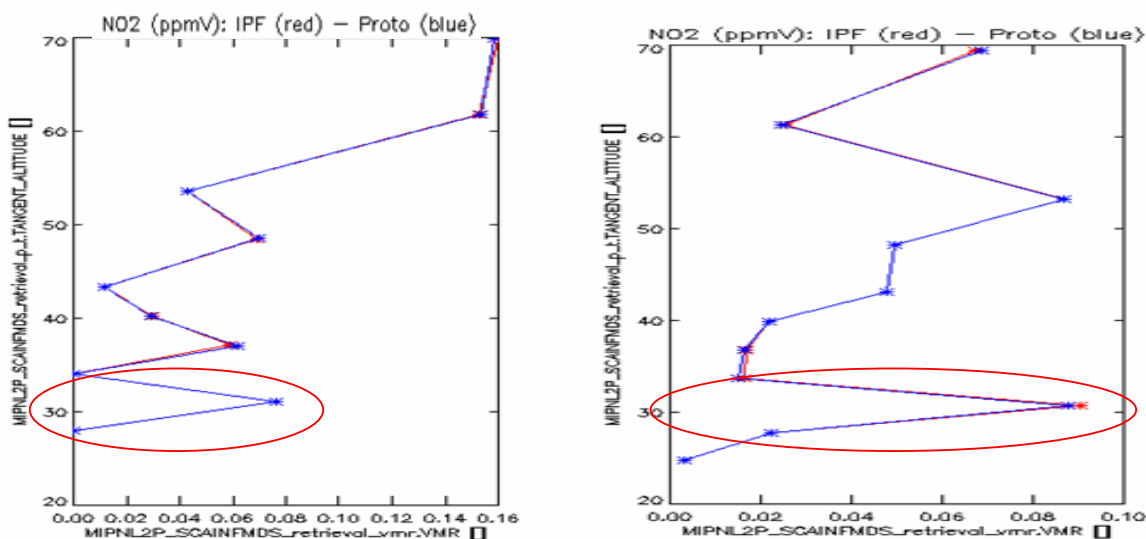 NO2 (ppmV): IPF (red) — Proto (blue)
70
60
50
40
30
20
0.00 0.02 0.04 0.06 0.08 0.10 0.12 0.14 0.16
MIPNL2P_SCAINFMDS_retrieval_vmr.VMR []
MIPNL2P_SCAINFMDS_retrieval_p_t.TANGENT_ALTITUDE []
NO2 (ppmV): IPF (red) — Proto (blue)
70
60
50
40
30
20
0.00 0.02 0.04 0.06 0.08 0.10
MIPNL2P_SCAINFMDS_retrieval_vmr.VMR []
MIPNL2P_SCAINFMDS_retrieval_p_t.TANGENT_ALTITUDE []